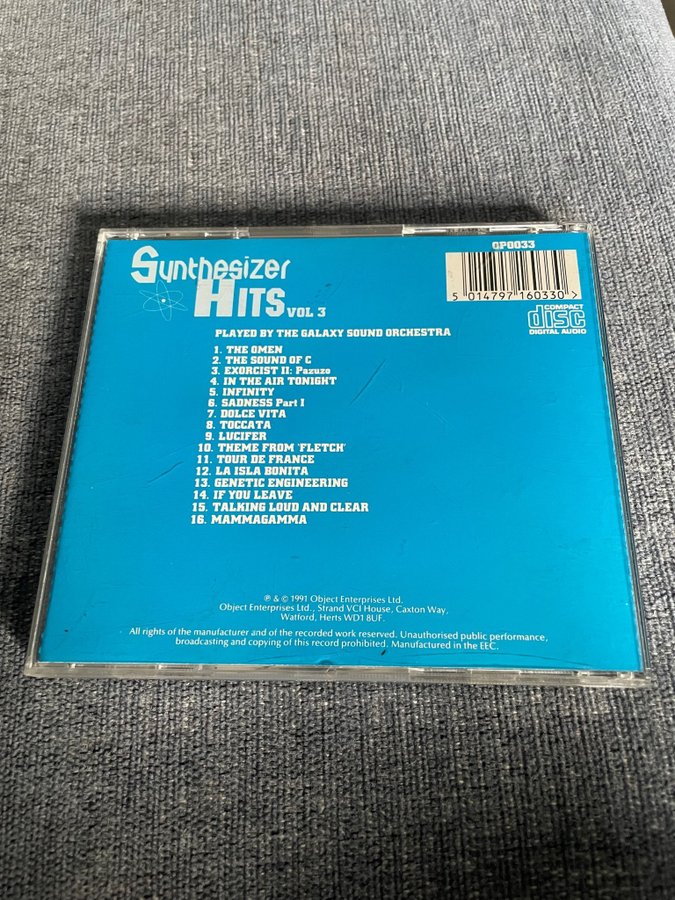 OP0033
Synthesizer
HITS VOL 3
5 014797 160330 >
COMPACT
disc
DIGITAL AUDIO
PLAYED BY THE GALAXY SOUND ORCHESTRA
1. THE OMEN
2. THE SOUND OF C
3. EXORCIST II: Pazuzo
4. IN THE AIR TONIGHT
5. INFINITY
6. SADNESS Part I
7. DOLCE VITA
8. TOCCATA
9. LUCIFER
10. THEME FROM 'FLETCH'
11. TOUR DE FRANCE
12. LA ISLA BONITA
13. GENETIC ENGINEERING
14. IF YOU LEAVE
15. TALKING LOUD AND CLEAR
16. MAMMAGAMMA
℗ & © 1991 Object Enterprises Ltd.
Object Enterprises Ltd., Strand VCI House, Caxton Way,
Watford, Herts WD1 8UF.
All rights of the manufacturer and of the recorded work reserved. Unauthorised public performance,
broadcasting and copying of this record prohibited. Manufactured in the EEC.